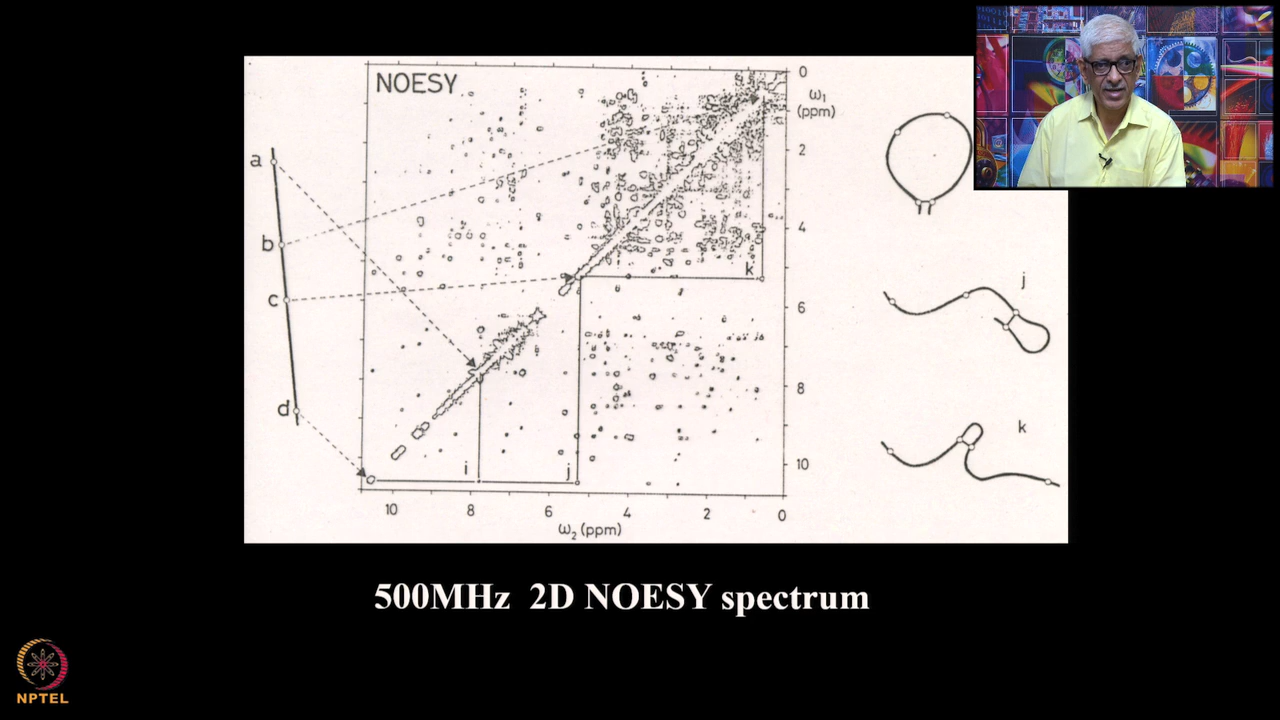 NOESY
a
b
c
d
i
j
k
0
ω₁
(ppm)
2
4
6
8
10
10
8
6
4
2
0
ω₂ (ppm)
j
k
500MHz 2D NOESY spectrum
NPTEL